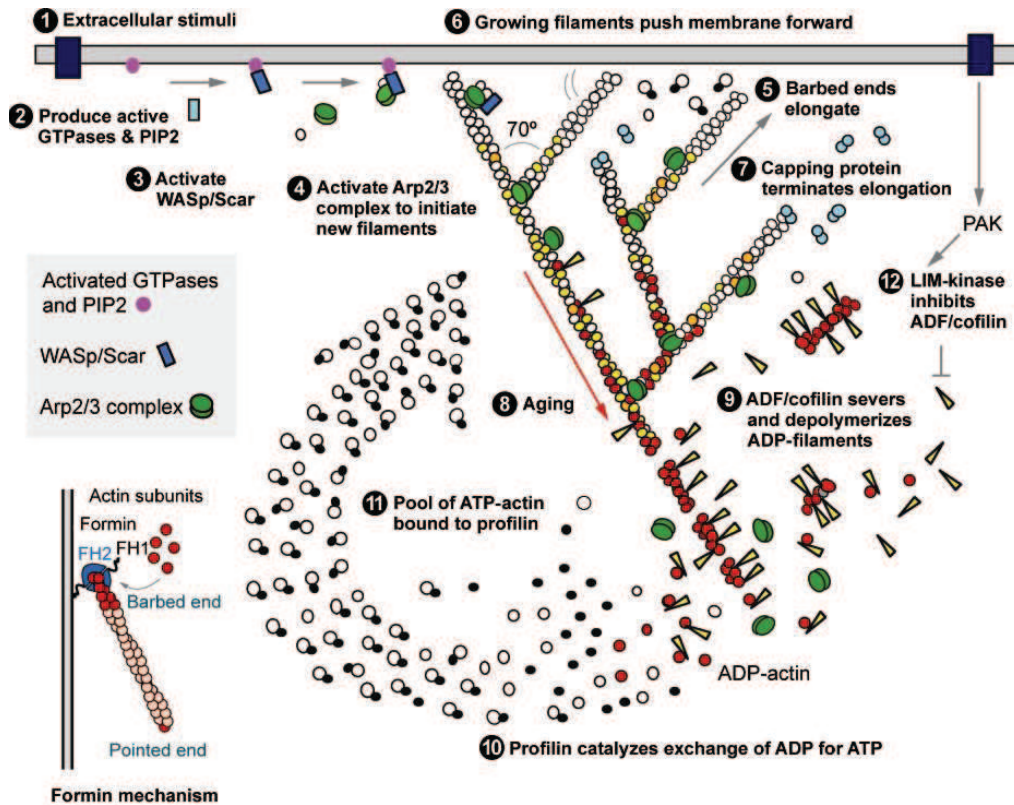 1 Extracellular stimuli
6 Growing filaments push membrane forward
2 Produce active
GTPases & PIP2
3 Activate
WASp/Scar
4 Activate Arp2/3
complex to initiate
new filaments
70º
5 Barbed ends
elongate
7 Capping protein
terminates elongation
PAK
12 LIM-kinase
inhibits
ADF/cofilin
Activated GTPases
and PIP2
WASp/Scar
Arp2/3 complex
8 Aging
9 ADF/cofilin severs
and depolymerizes
ADP-filaments
11 Pool of ATP-actin
bound to profilin
ADP-actin
10 Profilin catalyzes exchange of ADP for ATP
Actin subunits
Formin
FH1
FH2
Barbed end
Pointed end
Formin mechanism